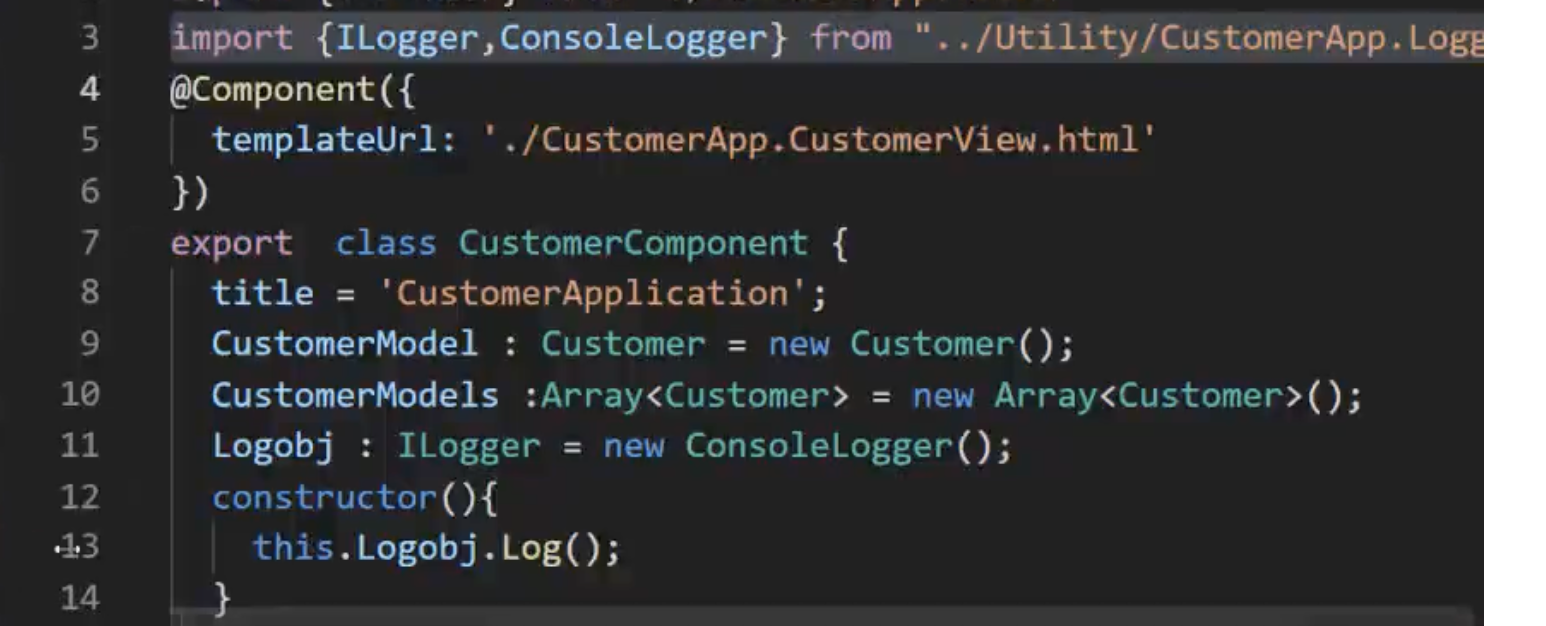 3 import {ILogger,ConsoleLogger} from "../Utility/CustomerApp.Logg
4 @Component({
5 templateUrl: './CustomerApp.CustomerView.html'
6 })
7 export  class CustomerComponent {
8 title = 'CustomerApplication';
9 CustomerModel : Customer = new Customer();
10 CustomerModels :Array<Customer> = new Array<Customer>();
11 Logobj : ILogger = new ConsoleLogger();
12 constructor(){
13 this.Logobj.Log();
14 }